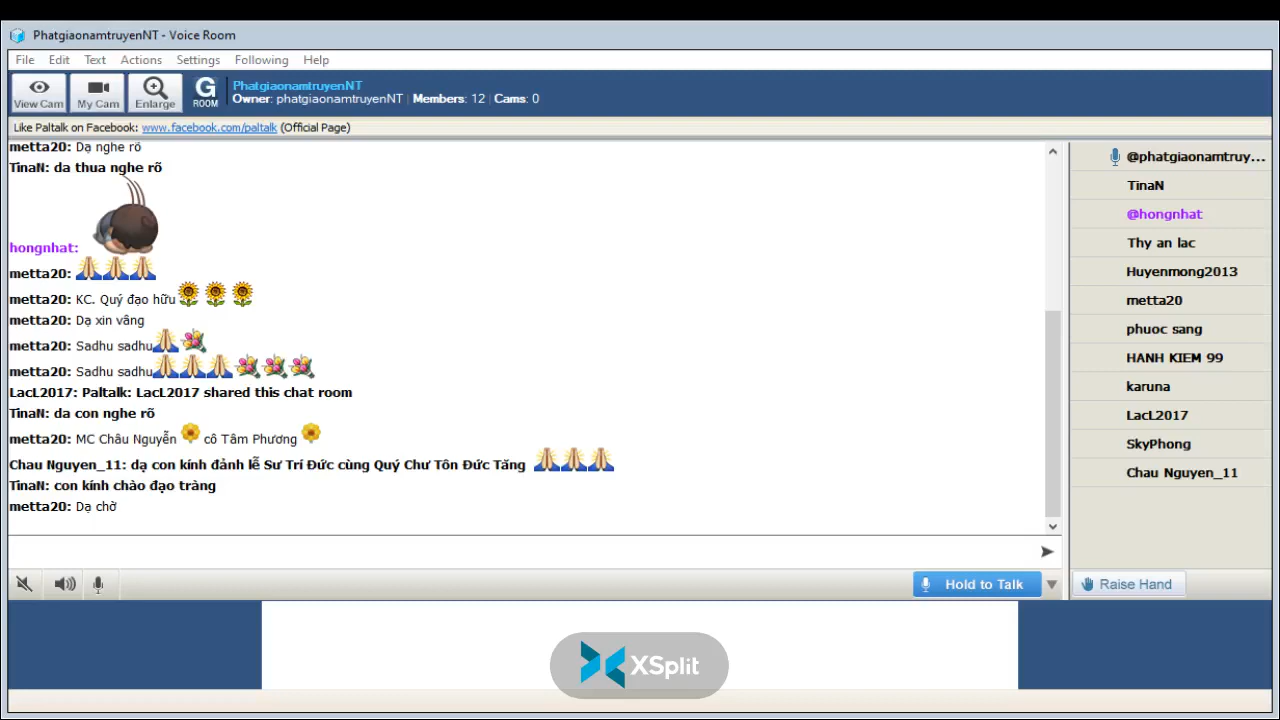 PhatgiaonamtruyenNT - Voice Room
File Edit Text Actions Settings Following Help
View Cam My Cam Enlarge G ROOM
PhatgiaonamtruyenNT
Owner: phatgiaonamtruyenNT | Members: 12 | Cams: 0
Like Paltalk on Facebook: www.facebook.com/paltalk (Official Page)
metta20: Dạ nghe rõ
TinaN: da thua nghe rõ
hongnhat:
metta20:
metta20: KC. Quý đạo hữu
metta20: Dạ xin vâng
metta20: Sadhu sadhu
metta20: Sadhu sadhu
LacL2017: Paltalk: LacL2017 shared this chat room
TinaN: da con nghe rõ
metta20: MC Châu Nguyễn cô Tâm Phương
Chau Nguyen_11: dạ con kính đảnh lễ Sư Trí Đức cùng Quý Chư Tôn Đức Tăng
TinaN: con kính chào đạo tràng
metta20: Dạ chờ
@phatgiaonamtruy...
TinaN
@hongnhat
Thy an lac
Huyenmong2013
metta20
phuoc sang
HANH KIEM 99
karuna
LacL2017
SkyPhong
Chau Nguyen_11
Hold to Talk
Raise Hand
XSplit